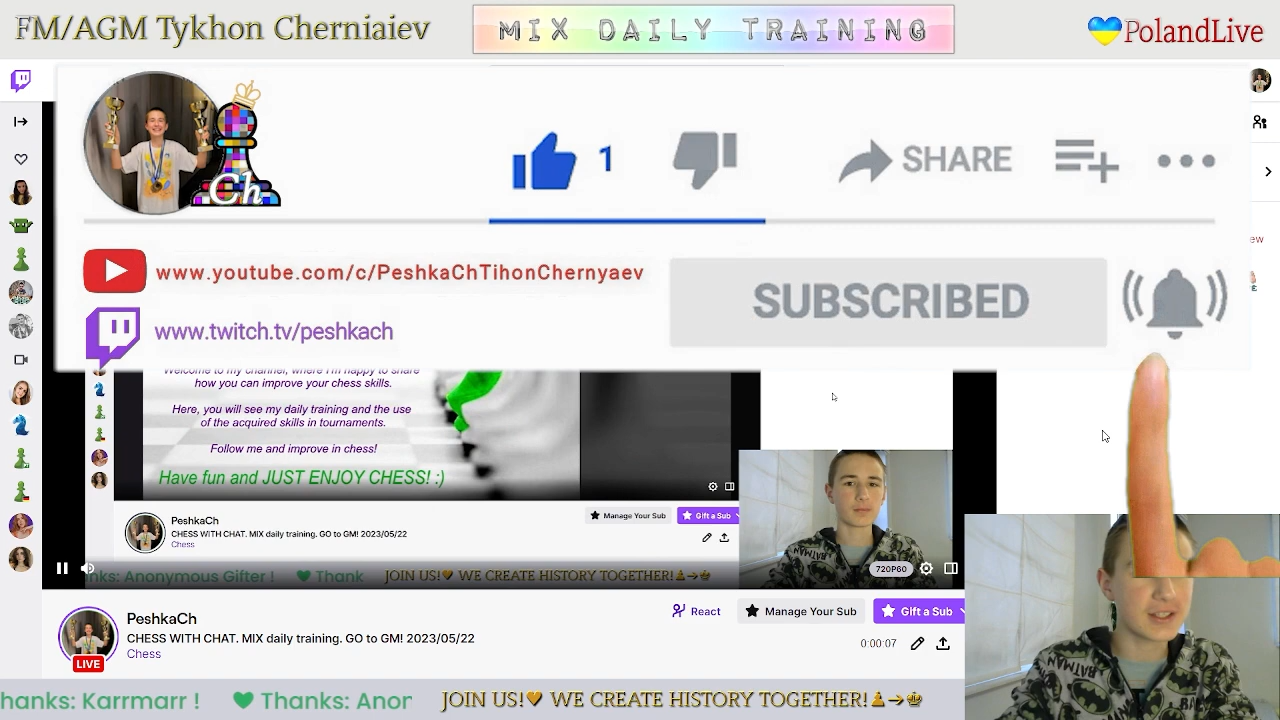 FM/AGM Tykhon Cherniaiev
MIX DAILY TRAINING
PolandLive
Ch
1
SHARE
www.youtube.com/c/PeshkaChTihonChernyaev
SUBSCRIBED
www.twitch.tv/peshkach
ew
Welcome to my channel, where I'm happy to share
how you can improve your chess skills.
Here, you will see my daily training and the use
of the acquired skills in tournaments.
Follow me and improve in chess!
Have fun and JUST ENJOY CHESS! :)
PeshkaCh
CHESS WITH CHAT. MIX daily training. GO to GM! 2023/05/22
Chess
Manage Your Sub
Gift a Sub
BATMAN
720P60
nks: Anonymous Gifter !
Thank
JOIN US! WE CREATE HISTORY TOGETHER!
PeshkaCh
CHESS WITH CHAT. MIX daily training. GO to GM! 2023/05/22
Chess
LIVE
React
Manage Your Sub
Gift a Sub
0:00:07
BATMAN
hanks: Karrmarr !
Thanks: Anor
JOIN US! WE CREATE HISTORY TOGETHER!